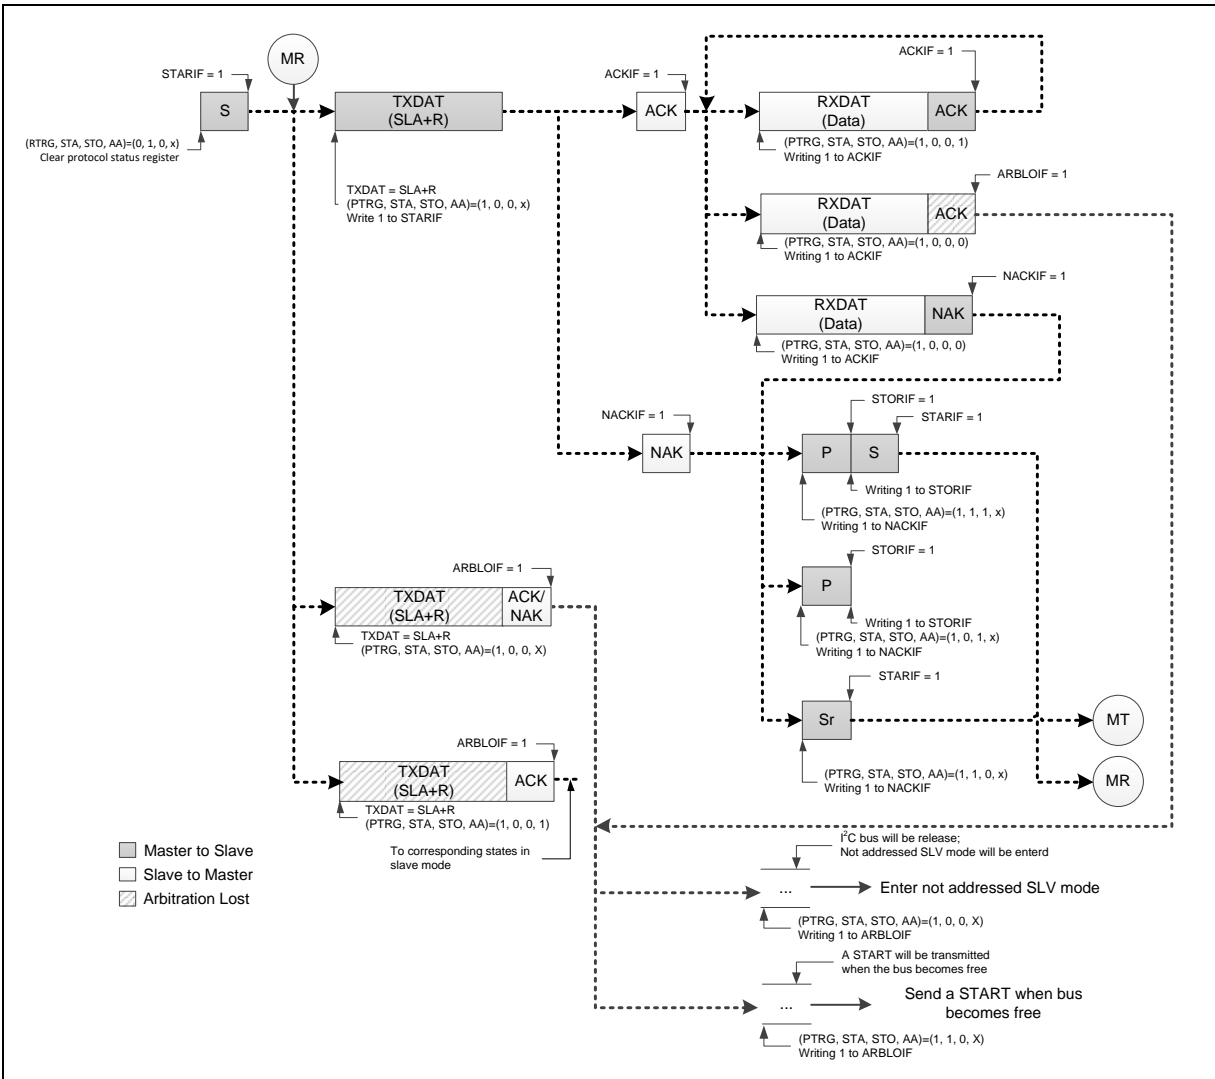 MR
STARIF = 1
S
(RTRG, STA, STO, AA)=(0, 1, 0, x)
Clear protocol status register
TXDAT
(SLA+R)
TXDAT = SLA+R
(PTRG, STA, STO, AA)=(1, 0, 0, x)
Write 1 to STARIF
ACKIF = 1
ACK
ACKIF = 1
RXDAT
(Data)
ACK
(PTRG, STA, STO, AA)=(1, 0, 0, 1)
Writing 1 to ACKIF
ARBLOIF = 1
RXDAT
(Data)
ACK
(PTRG, STA, STO, AA)=(1, 0, 0, 0)
Writing 1 to ACKIF
NACKIF = 1
RXDAT
(Data)
NAK
(PTRG, STA, STO, AA)=(1, 0, 0, 0)
Writing 1 to ACKIF
NACKIF = 1
NAK
STORIF = 1
STARIF = 1
P
S
Writing 1 to STORIF
(PTRG, STA, STO, AA)=(1, 1, 1, x)
Writing 1 to NACKIF
STORIF = 1
P
Writing 1 to STORIF
(PTRG, STA, STO, AA)=(1, 0, 1, x)
Writing 1 to NACKIF
STARIF = 1
Sr
(PTRG, STA, STO, AA)=(1, 1, 0, x)
Writing 1 to NACKIF
MT
MR
ARBLOIF = 1
TXDAT
(SLA+R)
ACK/
NAK
TXDAT = SLA+R
(PTRG, STA, STO, AA)=(1, 0, 0, X)
ARBLOIF = 1
TXDAT
(SLA+R)
ACK
TXDAT = SLA+R
(PTRG, STA, STO, AA)=(1, 0, 0, 1)
To corresponding states in
slave mode
Master to Slave
Slave to Master
Arbitration Lost
I2C bus will be release;
Not addressed SLV mode will be enterd
...
Enter not addressed SLV mode
(PTRG, STA, STO, AA)=(1, 0, 0, X)
Writing 1 to ARBLOIF
A START will be transmitted
when the bus becomes free
...
Send a START when bus
becomes free
(PTRG, STA, STO, AA)=(1, 1, 0, X)
Writing 1 to ARBLOIF